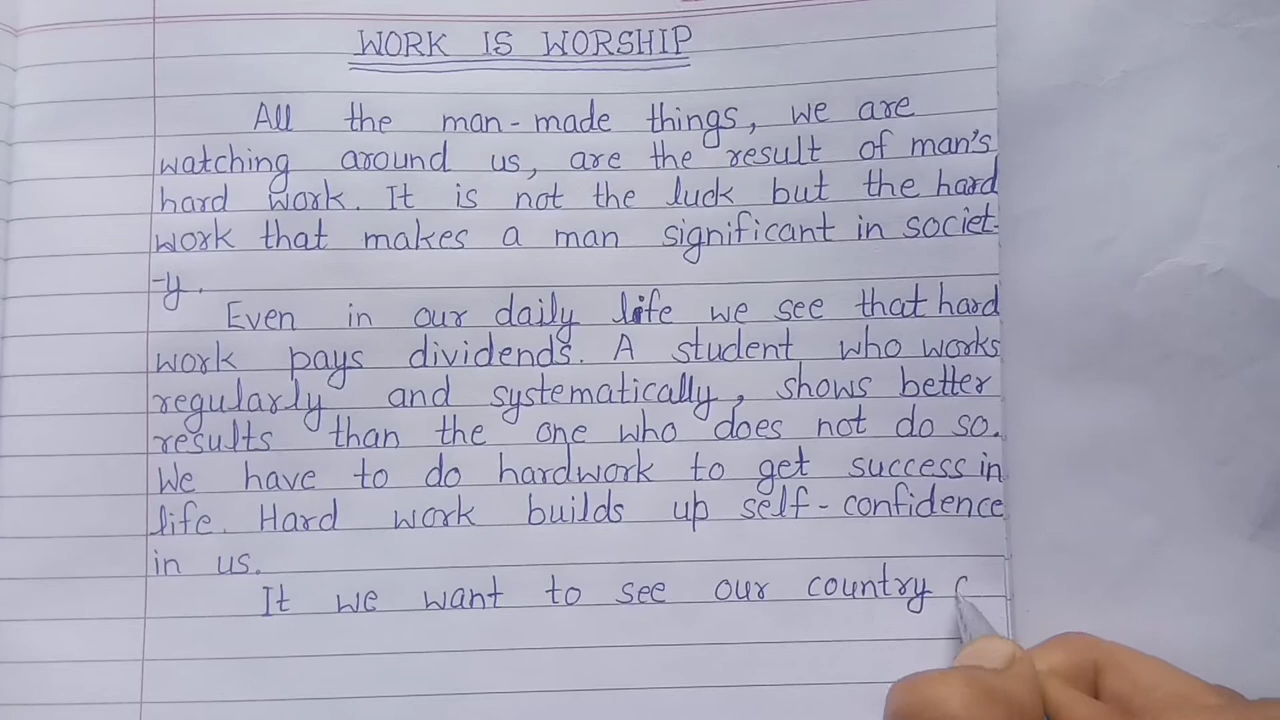 WORK IS WORSHIP
All the man-made things, we are
watching around us, are the result of man's
hard work. It is not the luck but the hard
work that makes a man significant in societ-
-y.
Even in our daily life we see that hard
work pays dividends. A student who works
regularly and systematically, shows better
results than the one who does not do so.
We have to do hardwork to get success in
life. Hard work builds up self-confidence
in us.
It we want to see our country